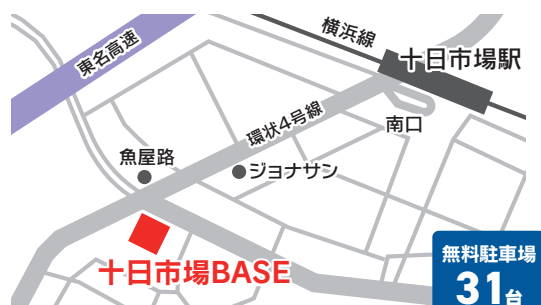 横浜線
十日市場駅
東名高速
環状4号線
南口
魚屋路
ジョナサン
十日市場BASE
無料駐車場
31台